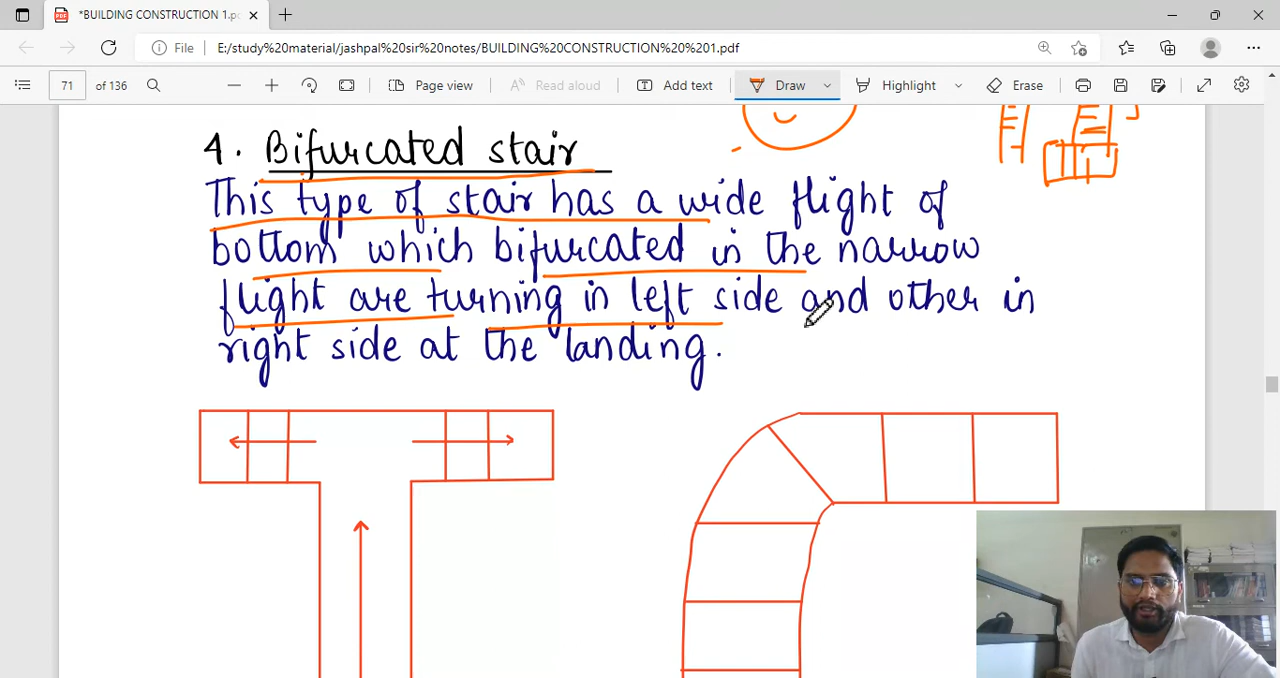 *BUILDING CONSTRUCTION 1.p
File
E:/study%20material/jashpal%20sir%20notes/BUILDING%20CONSTRUCTION%20%201.pdf
71 of 136
Page view
Read aloud
Add text
Draw
Highlight
Erase
4. Bifurcated stair
This type of stair has a wide flight of
bottom which bifurcated in the narrow
flight are turning in left side and other in
right side at the landing.